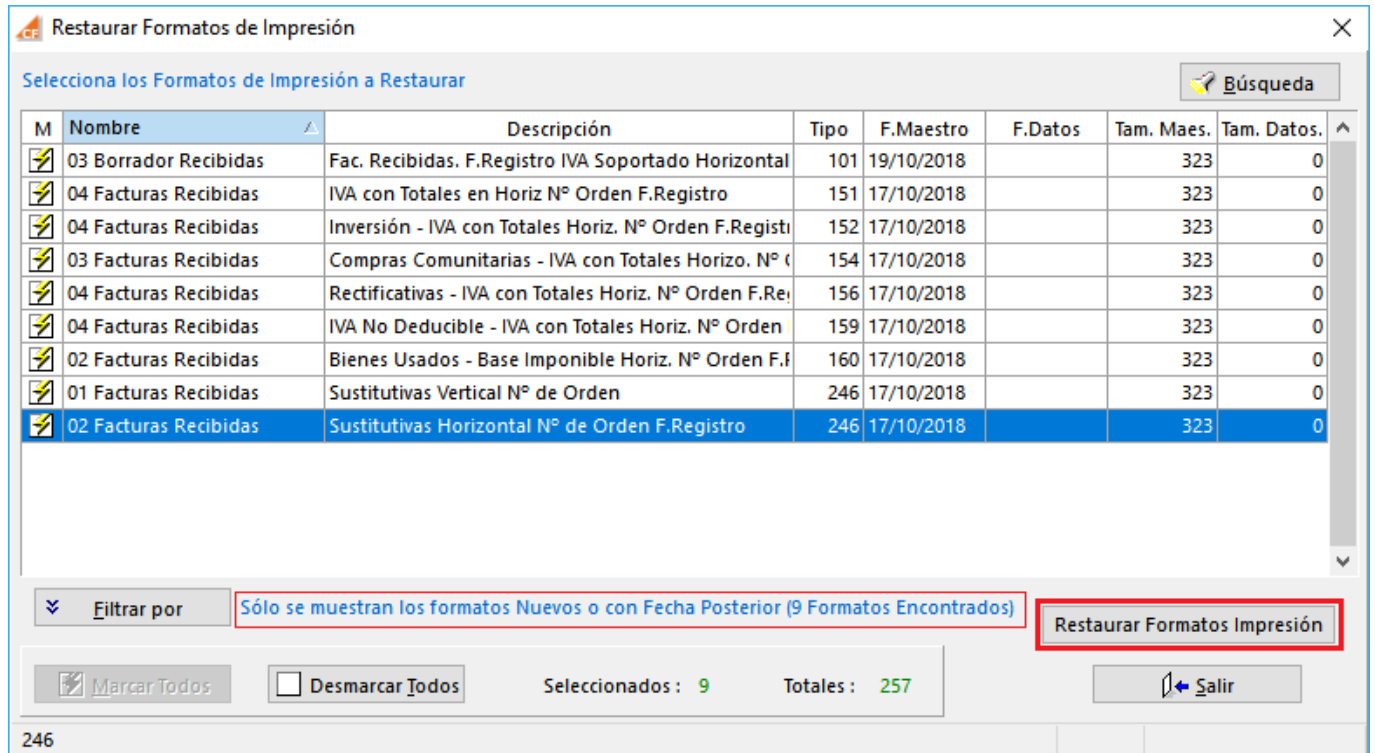 CF Restaurar Formatos de Impresión
Selecciona los Formatos de Impresión a Restaurar Búsqueda
M Nombre Descripción Tipo F.Maestro F.Datos Tam. Maes. Tam. Datos.
03 Borrador Recibidas Fac. Recibidas. F.Registro IVA Soportado Horizontal 101 19/10/2018 323 0
04 Facturas Recibidas IVA con Totales en Horiz Nº Orden F.Registro 151 17/10/2018 323 0
04 Facturas Recibidas Inversión - IVA con Totales Horiz. Nº Orden F.Regist 152 17/10/2018 323 0
03 Facturas Recibidas Compras Comunitarias - IVA con Totales Horizo. Nº 154 17/10/2018 323 0
04 Facturas Recibidas Rectificativas - IVA con Totales Horiz. Nº Orden F.Re 156 17/10/2018 323 0
04 Facturas Recibidas IVA No Deducible - IVA con Totales Horiz. Nº Orden 159 17/10/2018 323 0
02 Facturas Recibidas Bienes Usados - Base Imponible Horiz. Nº Orden F. 160 17/10/2018 323 0
01 Facturas Recibidas Sustitutivas Vertical Nº de Orden 246 17/10/2018 323 0
02 Facturas Recibidas Sustitutivas Horizontal Nº de Orden F.Registro 246 17/10/2018 323 0
Filtrar por Sólo se muestran los formatos Nuevos o con Fecha Posterior (9 Formatos Encontrados)
Restaurar Formatos Impresión
Marcar Todos Desmarcar Todos Seleccionados : 9 Totales : 257 Salir
246